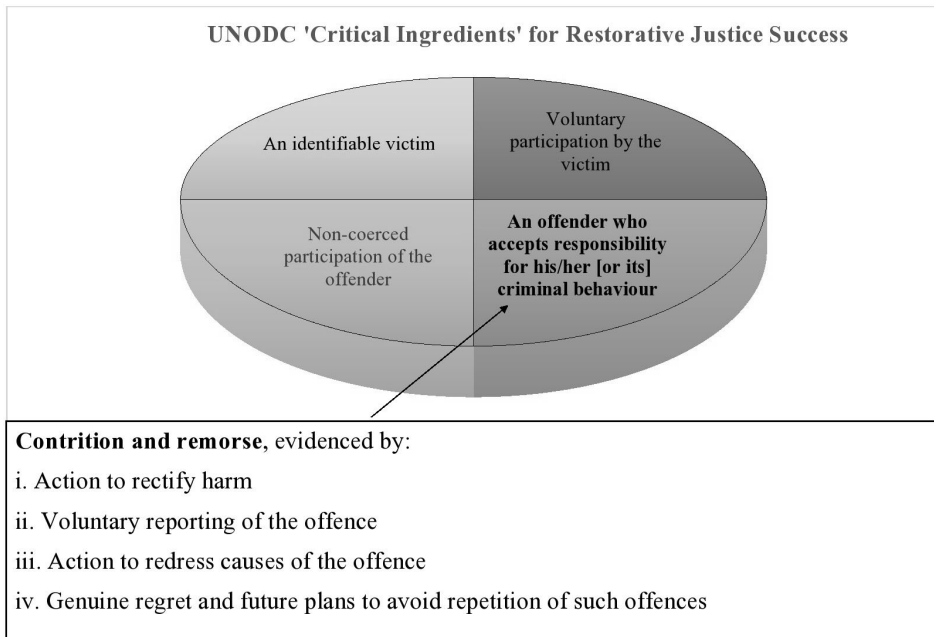 UNODC 'Critical Ingredients' for Restorative Justice Success
An identifiable victim
Voluntary
participation by the
victim
Non-coerced
participation of the
offender
An offender who
accepts responsibility
for his/her [or its]
criminal behaviour
Contrition and remorse, evidenced by:
i. Action to rectify harm
ii. Voluntary reporting of the offence
iii. Action to redress causes of the offence
iv. Genuine regret and future plans to avoid repetition of such offences